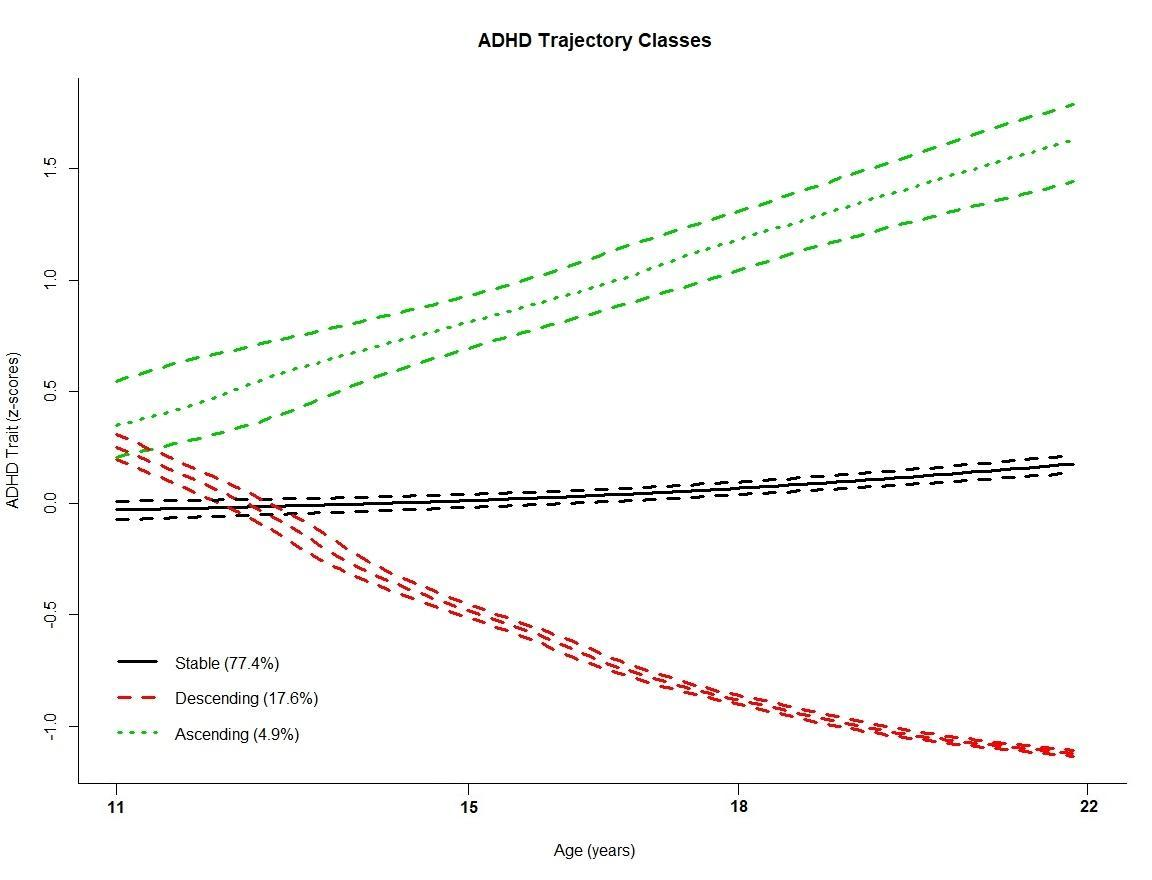 ADHD Trajectory Classes
ADHD Trait (z-scores)
1.5
1.0
0.5
0.0
-0.5
-1.0
Stable (77.4%)
Descending (17.6%)
Ascending (4.9%)
11 15 18 22
Age (years)